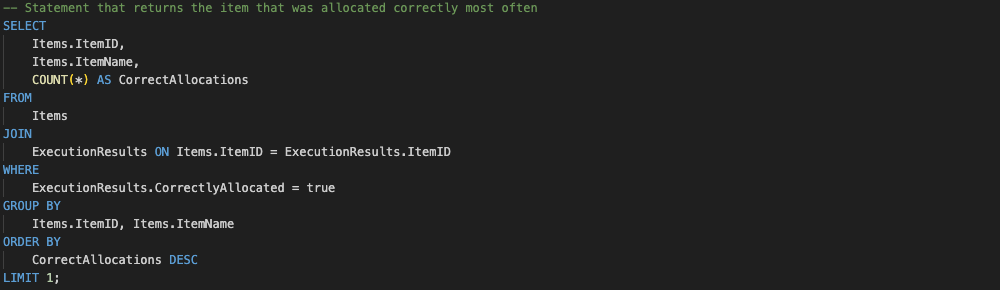 -- Statement that returns the item that was allocated correctly most often
SELECT
    Items.ItemID,
    Items.ItemName,
    COUNT(*) AS CorrectAllocations
FROM
    Items
JOIN
    ExecutionResults ON Items.ItemID = ExecutionResults.ItemID
WHERE
    ExecutionResults.CorrectlyAllocated = true
GROUP BY
    Items.ItemID, Items.ItemName
ORDER BY
    CorrectAllocations DESC
LIMIT 1;